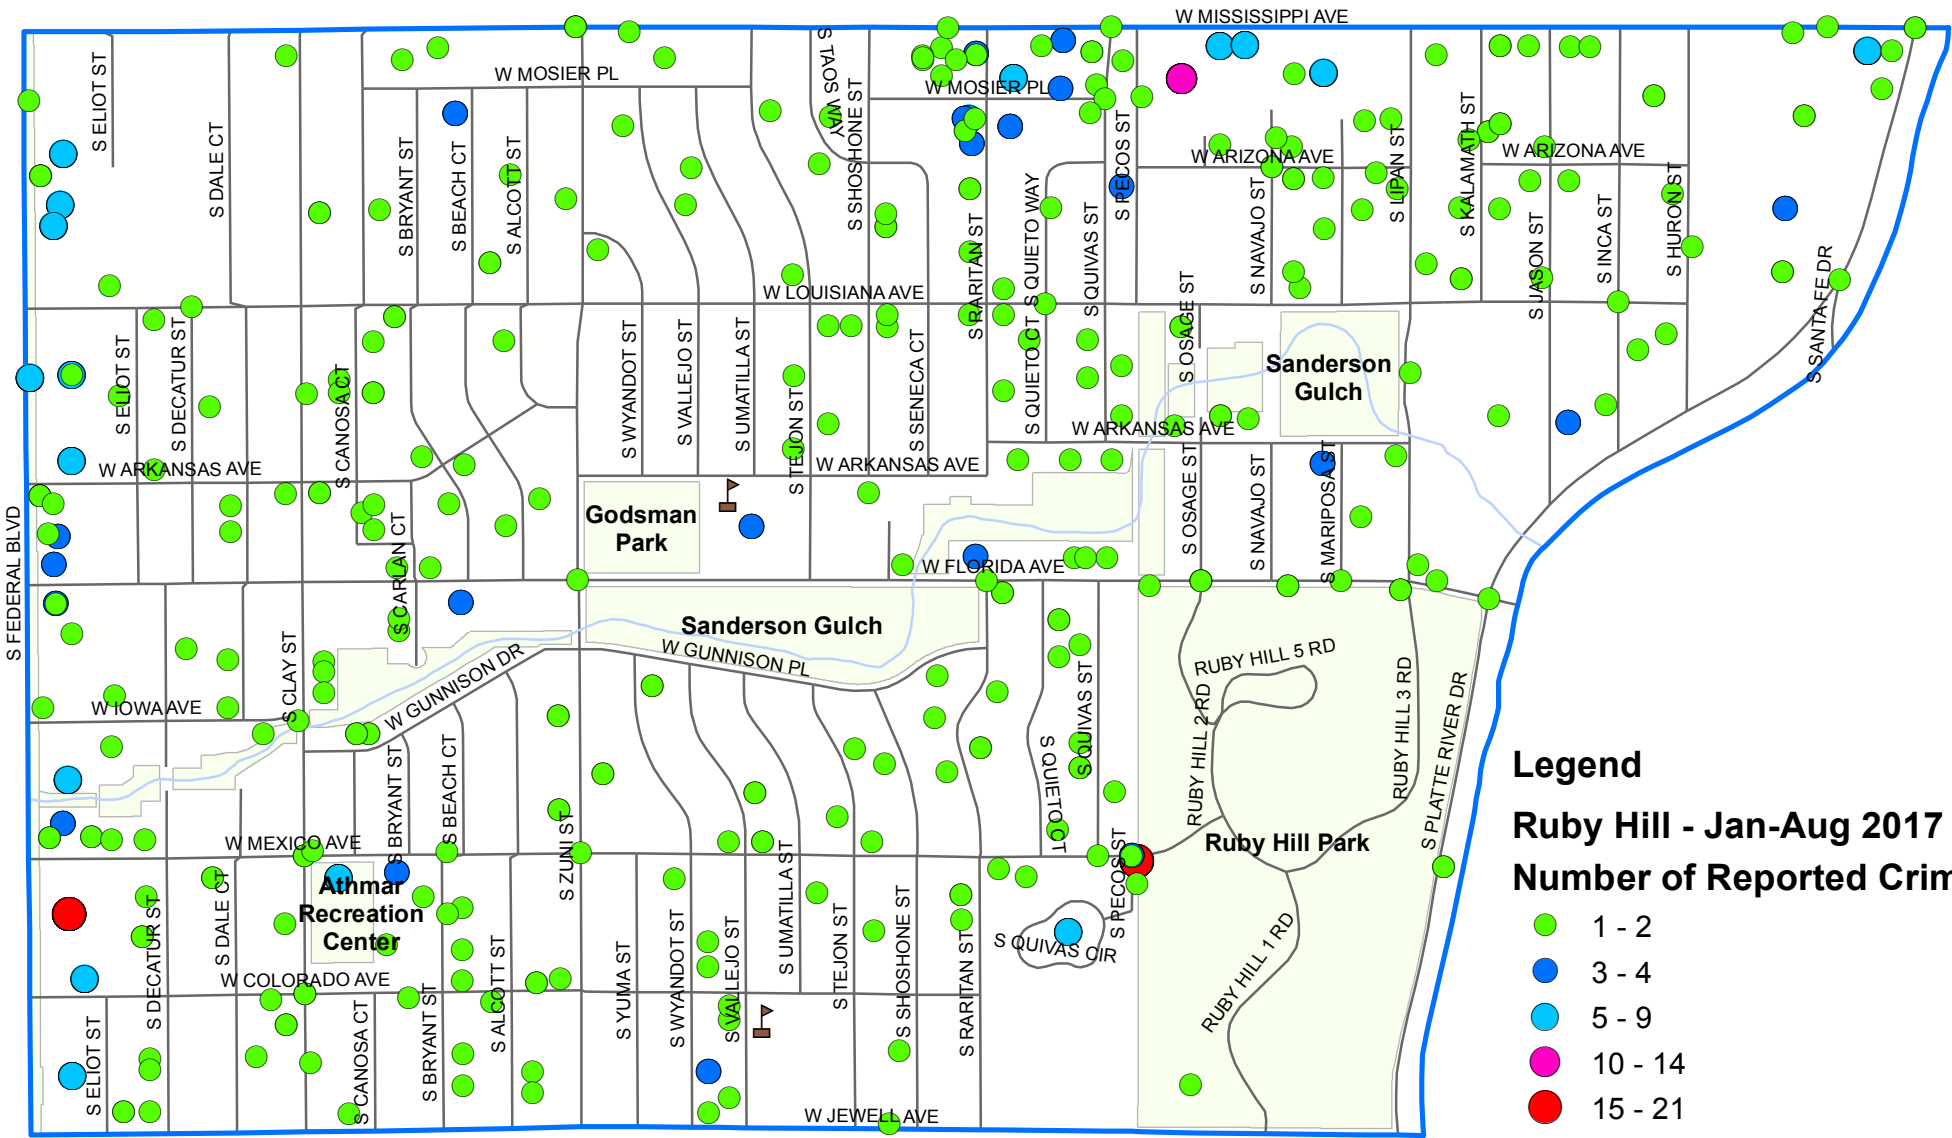 W MISSISSIPPI AVE
S ELIOT ST
S DALE CT
S BRYANT ST
S BEACH CT
S ALCOTT ST
W MOSIER PL
S TAOS WAY
S SHOSHONE ST
W MOSIER PL
S RARITAN ST
S QUIETO WAY
S QUIVAS ST
S PECOS ST
W ARIZONA AVE
S NAVAJO ST
S LIPAN ST
S KALAMATH ST
W ARIZONA AVE
S JASON ST
S INCA ST
S HURON ST
S SANTA FE DR
W LOUISIANA AVE
S ELIOT ST
S DECATUR ST
S CANOSA CT
S WYANDOT ST
S VALLEJO ST
S UMATILLA ST
S TEJON ST
S SENECA CT
S QUIETO CT
S OSAGE ST
Sanderson
Gulch
W ARKANSAS AVE
W ARKANSAS AVE
W ARKANSAS AVE
S FEDERAL BLVD
S CARLAN CT
Godsman
Park
S OSAGE ST
S NAVAJO ST
S MARIPOSA ST
W FLORIDA AVE
Sanderson Gulch
W GUNNISON PL
W GUNNISON DR
S CLAY ST
W IOWA AVE
RUBY HILL 5 RD
RUBY HILL 2 RD
RUBY HILL 3 RD
S PLATTE RIVER DR
S QUIVAS ST
S QUIETO CT
S BRYANT ST
S BEACH CT
S ZUNI ST
W MEXICO AVE
Ruby Hill Park
S PECOS ST
Athmar
Recreation
Center
S DALE CT
S DECATUR ST
S UMATILLA ST
S TEJON ST
S SHOSHONE ST
S RARITAN ST
S QUIVAS CIR
RUBY HILL 1 RD
W COLORADO AVE
S ELIOT ST
S CANOSA CT
S BRYANT ST
S ALCOTT ST
S YUMA ST
S WYANDOT ST
S VALLEJO ST
W JEWELL AVE
Legend
Ruby Hill - Jan-Aug 2017
Number of Reported Crim
1 - 2
3 - 4
5 - 9
10 - 14
15 - 21